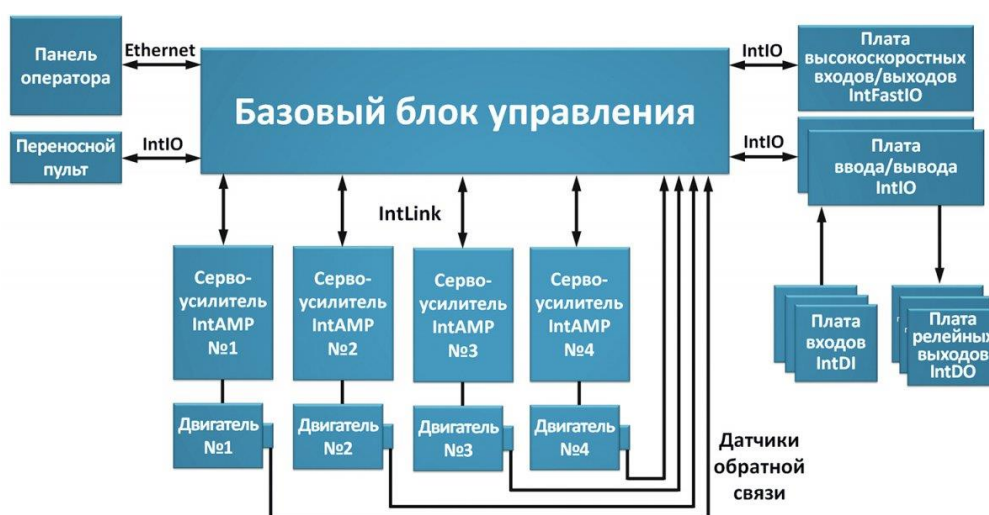 Панель
оператора
Ethernet
Базовый блок управления
IntIO
Плата
высокоскоростных
входов/выходов
IntFastIO
Переносной
пульт
IntIO
IntIO
Плата
ввода/вывода
IntIO
IntLink
Серво-
усилитель
IntAMP
№1
Серво-
усилитель
IntAMP
№2
Серво-
усилитель
IntAMP
№3
Серво-
усилитель
IntAMP
№4
Плата
входов
IntDI
Плата
релейных
выходов
IntDO
Двигатель
№1
Двигатель
№2
Двигатель
№3
Двигатель
№4
Датчики
обратной
связи